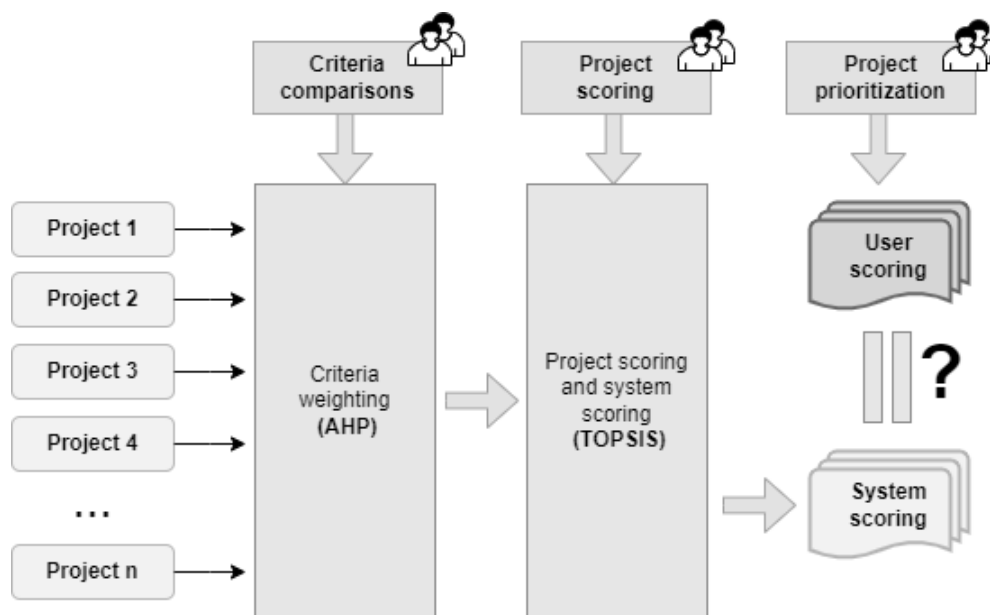 Criteria
comparisons
Project
scoring
Project
prioritization
Project 1
Project 2
Project 3
Project 4
...
Project n
Criteria
weighting
(AHP)
Project scoring
and system
scoring
(TOPSIS)
User
scoring
?
System
scoring